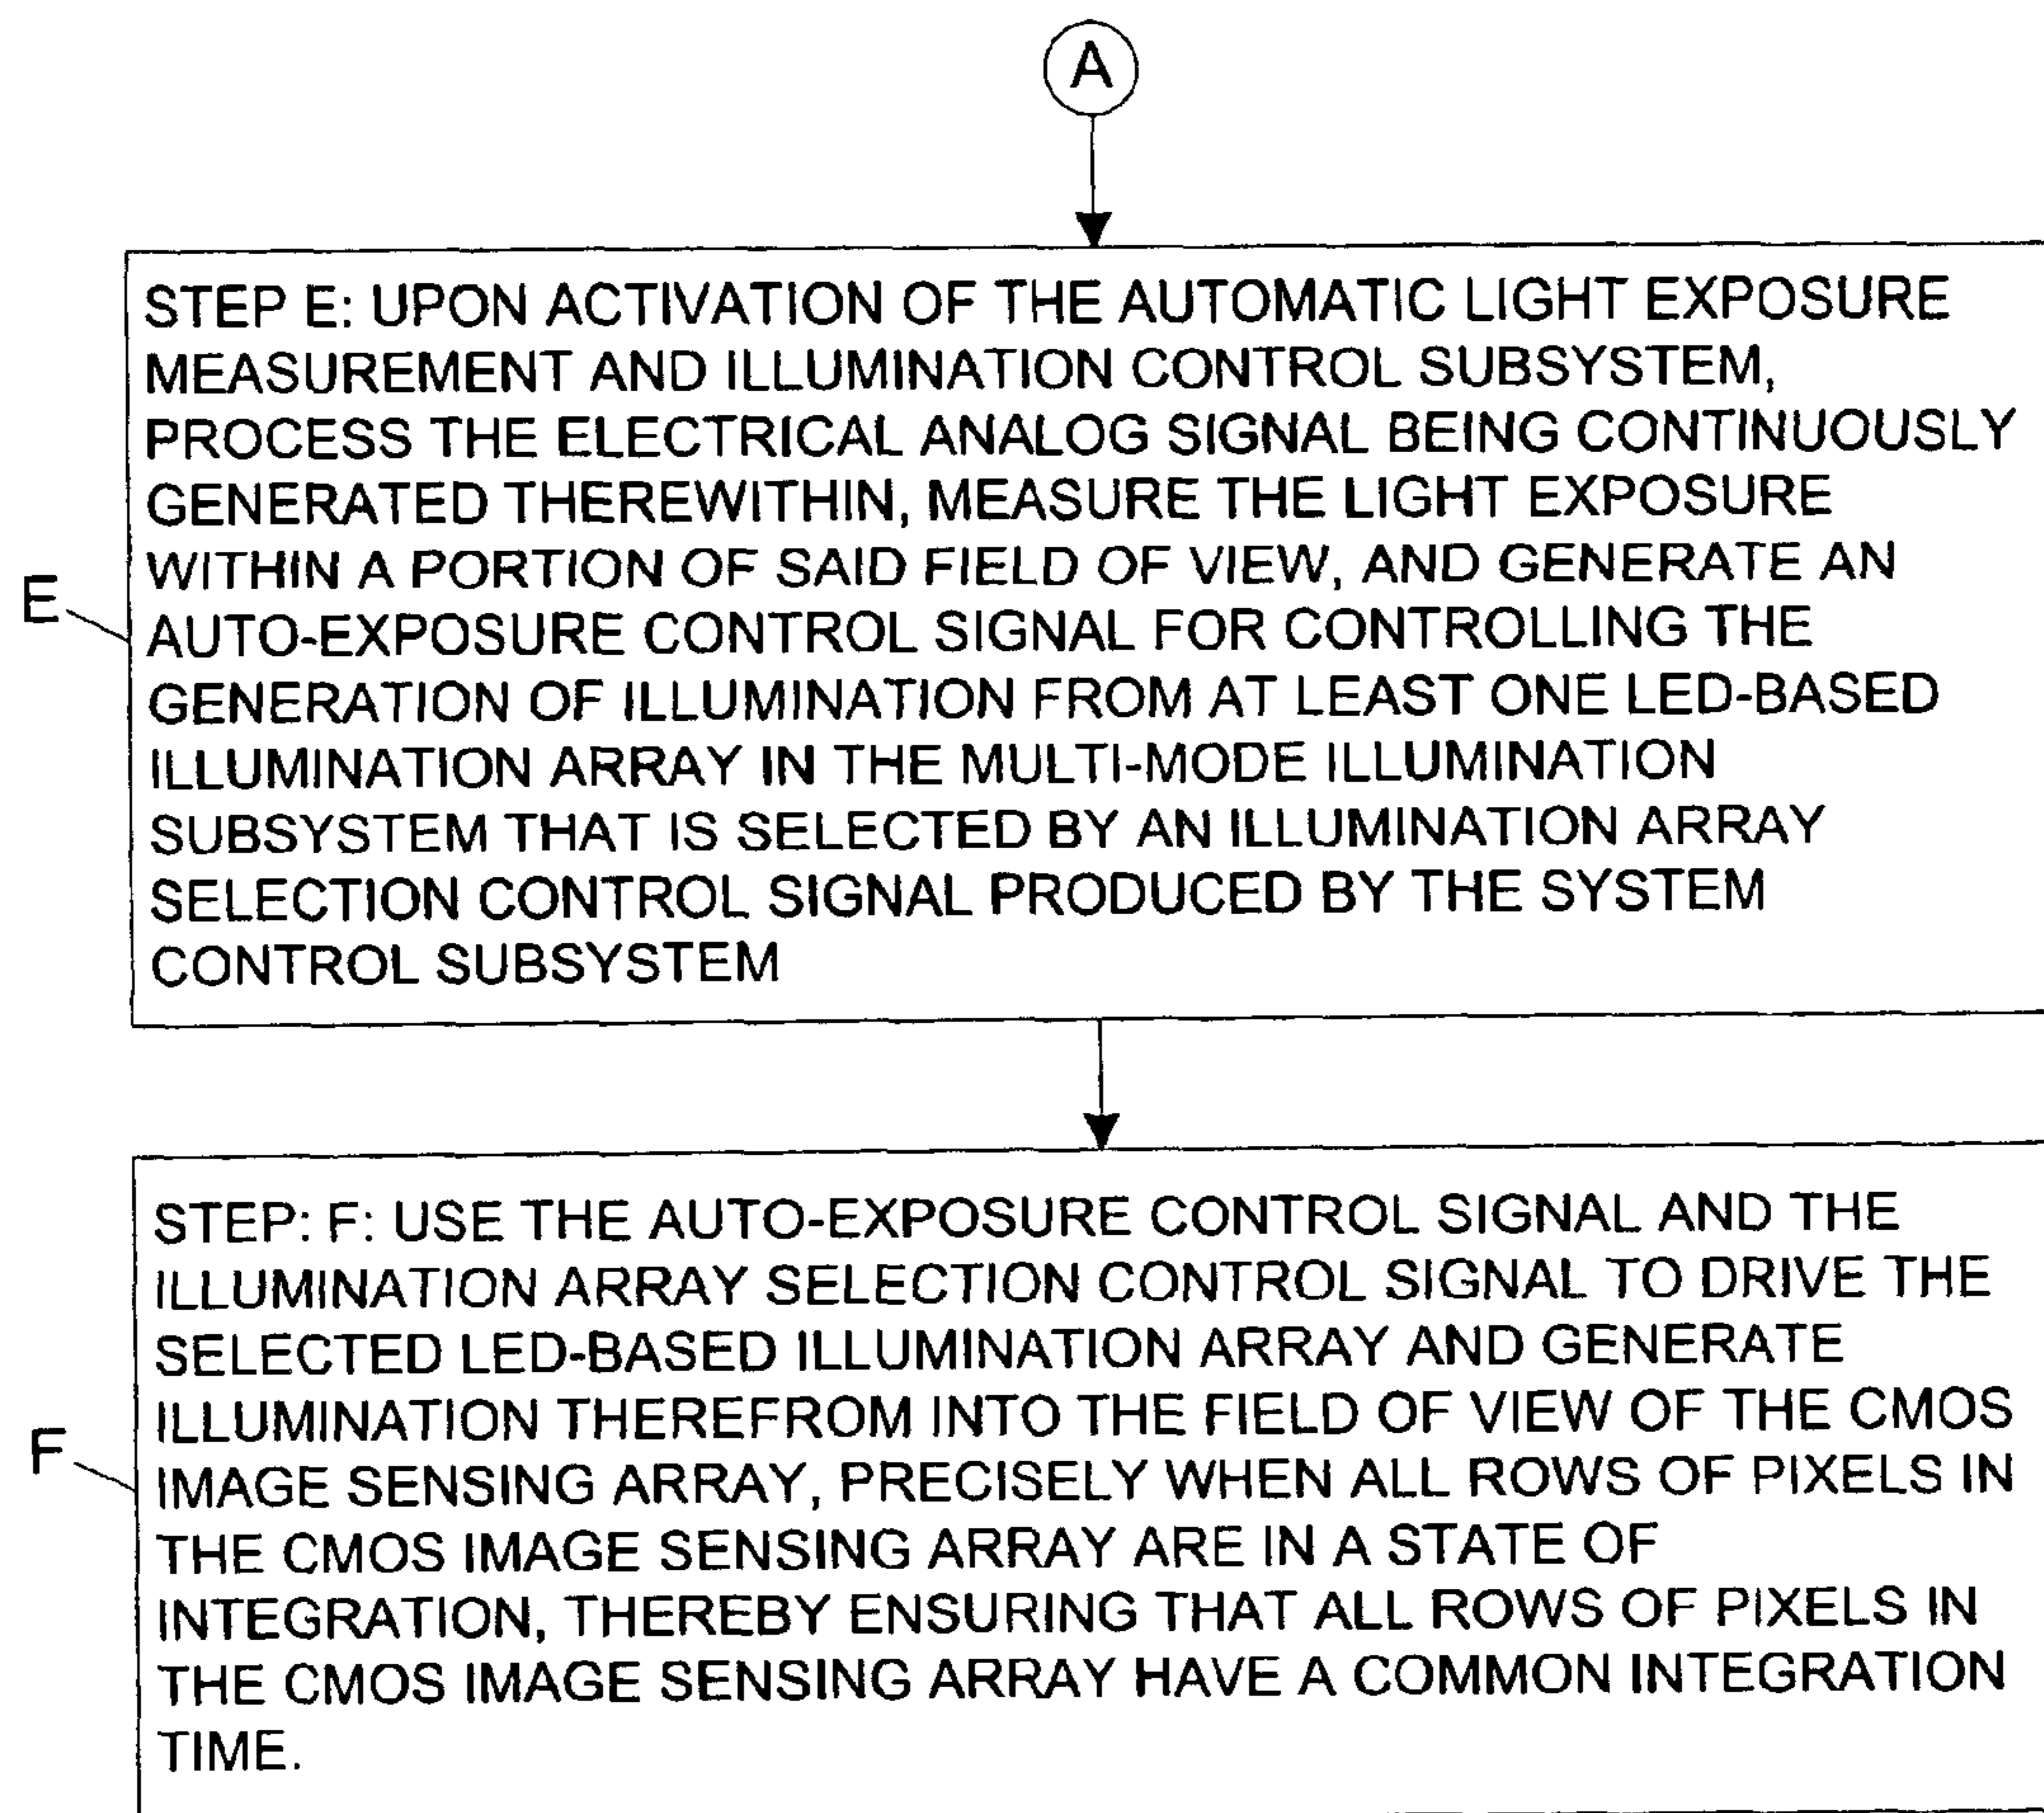 A
STEP E: UPON ACTIVATION OF THE AUTOMATIC LIGHT EXPOSURE
MEASUREMENT AND ILLUMINATION CONTROL SUBSYSTEM,
PROCESS THE ELECTRICAL ANALOG SIGNAL BEING CONTINUOUSLY
GENERATED THEREWITHIN, MEASURE THE LIGHT EXPOSURE
WITHIN A PORTION OF SAID FIELD OF VIEW, AND GENERATE AN
AUTO-EXPOSURE CONTROL SIGNAL FOR CONTROLLING THE
GENERATION OF ILLUMINATION FROM AT LEAST ONE LED-BASED
ILLUMINATION ARRAY IN THE MULTI-MODE ILLUMINATION
SUBSYSTEM THAT IS SELECTED BY AN ILLUMINATION ARRAY
SELECTION CONTROL SIGNAL PRODUCED BY THE SYSTEM
CONTROL SUBSYSTEM
E
STEP: F: USE THE AUTO-EXPOSURE CONTROL SIGNAL AND THE
ILLUMINATION ARRAY SELECTION CONTROL SIGNAL TO DRIVE THE
SELECTED LED-BASED ILLUMINATION ARRAY AND GENERATE
ILLUMINATION THEREFROM INTO THE FIELD OF VIEW OF THE CMOS
IMAGE SENSING ARRAY, PRECISELY WHEN ALL ROWS OF PIXELS IN
THE CMOS IMAGE SENSING ARRAY ARE IN A STATE OF
INTEGRATION, THEREBY ENSURING THAT ALL ROWS OF PIXELS IN
THE CMOS IMAGE SENSING ARRAY HAVE A COMMON INTEGRATION
TIME.
F